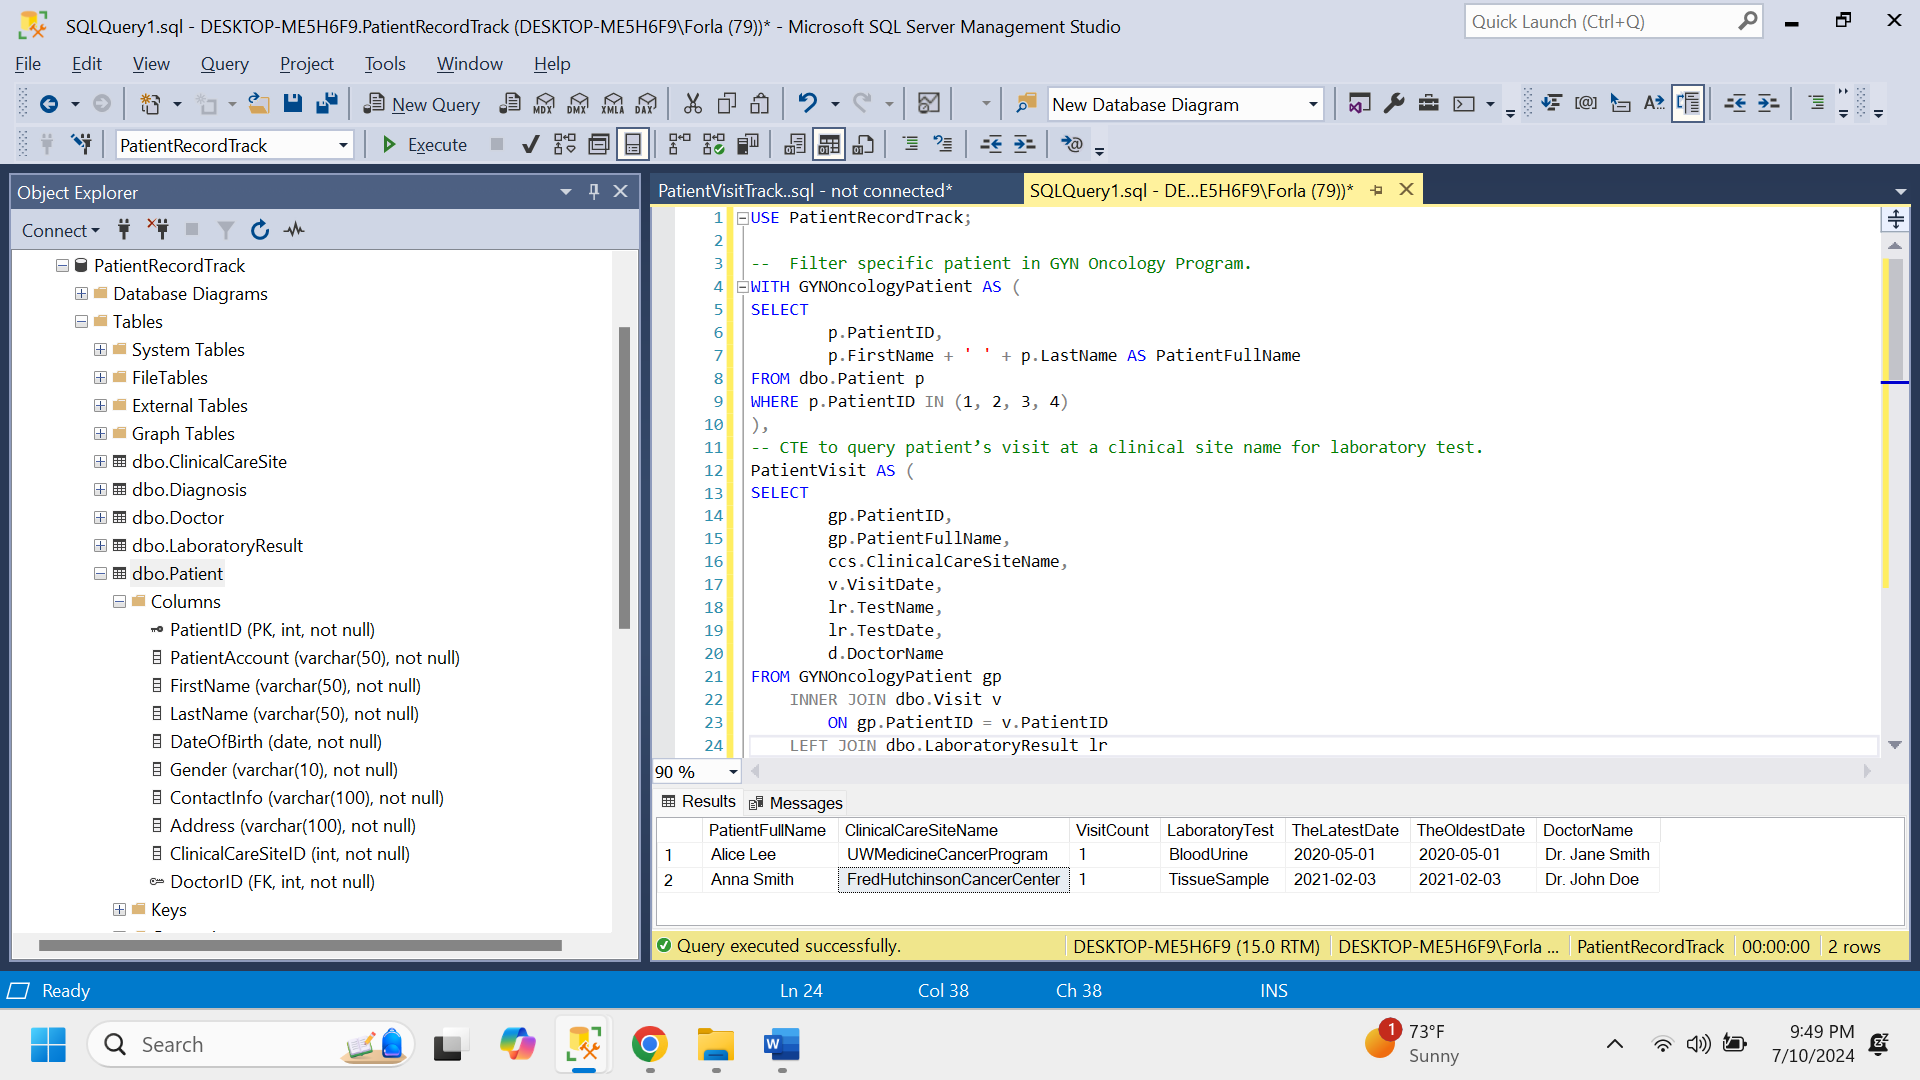 SQLQuery1.sql - DESKTOP-ME5H6F9.PatientRecordTrack (DESKTOP-ME5H6F9\Forla (79))* - Microsoft SQL Server Management Studio
Quick Launch (Ctrl+Q)
File Edit View Query Project Tools Window Help
New Query MDX DMX XMLA DAX New Database Diagram
PatientRecordTrack Execute
Object Explorer
Connect
PatientRecordTrack
Database Diagrams
Tables
System Tables
FileTables
External Tables
Graph Tables
dbo.ClinicalCareSite
dbo.Diagnosis
dbo.Doctor
dbo.LaboratoryResult
dbo.Patient
Columns
PatientID (PK, int, not null)
PatientAccount (varchar(50), not null)
FirstName (varchar(50), not null)
LastName (varchar(50), not null)
DateOfBirth (date, not null)
Gender (varchar(10), not null)
ContactInfo (varchar(100), not null)
Address (varchar(100), not null)
ClinicalCareSiteID (int, not null)
DoctorID (FK, int, not null)
Keys
PatientVisitTrack..sql - not connected*
SQLQuery1.sql - DE...E5H6F9\Forla (79))*
1 USE PatientRecordTrack;
2
3 --  Filter specific patient in GYN Oncology Program.
4 WITH GYNOncologyPatient AS (
5 SELECT
6 p.PatientID,
7 p.FirstName + ' ' + p.LastName AS PatientFullName
8 FROM dbo.Patient p
9 WHERE p.PatientID IN (1, 2, 3, 4)
10 ),
11 -- CTE to query patient’s visit at a clinical site name for laboratory test.
12 PatientVisit AS (
13 SELECT
14 gp.PatientID,
15 gp.PatientFullName,
16 ccs.ClinicalCareSiteName,
17 v.VisitDate,
18 lr.TestName,
19 lr.TestDate,
20 d.DoctorName
21 FROM GYNOncologyPatient gp
22 INNER JOIN dbo.Visit v
23 ON gp.PatientID = v.PatientID
24 LEFT JOIN dbo.LaboratoryResult lr
90 %
Results Messages
PatientFullName ClinicalCareSiteName VisitCount LaboratoryTest TheLatestDate TheOldestDate DoctorName
1 Alice Lee UWMedicineCancerProgram 1 BloodUrine 2020-05-01 2020-05-01 Dr. Jane Smith
2 Anna Smith FredHutchinsonCancerCenter 1 TissueSample 2021-02-03 2021-02-03 Dr. John Doe
Query executed successfully. DESKTOP-ME5H6F9 (15.0 RTM) DESKTOP-ME5H6F9\Forla ... PatientRecordTrack 00:00:00 2 rows
Ready Ln 24 Col 38 Ch 38 INS
Search
1 73°F
Sunny
9:49 PM
7/10/2024